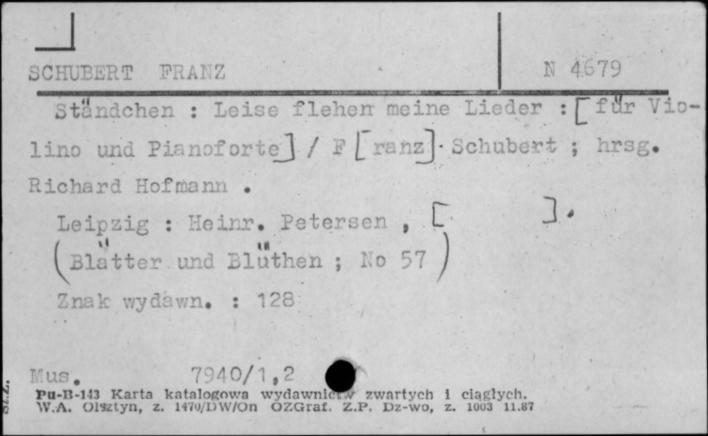 SCHUBERT FRANZ N 4679
Ständchen : Leise flehen meine Lieder : [für Vio-
lino und Pianoforte] / F[ranz]. Schubert ; hrsg.
Richard Hofmann .
Leipzig : Heinr. Petersen , [ ].
(Blätter und Blüthen ; No 57)
Znak wydawn. : 128
Mus. 7940/1,2
Pu-B-143 Karta katalogowa wydawnictw zwartych i ciągłych.
W.A. Olsztyn, z. 1470/DW/On OZGraf. Z.P. Dz-wo, z. 1003 11.87